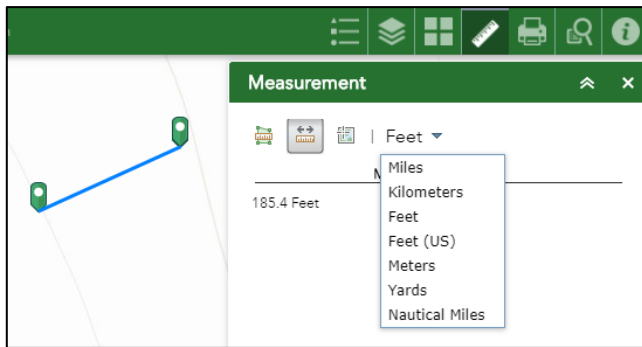 Measurement
| Feet
Miles
Kilometers
Feet
Feet (US)
Meters
Yards
Nautical Miles
185.4 Feet